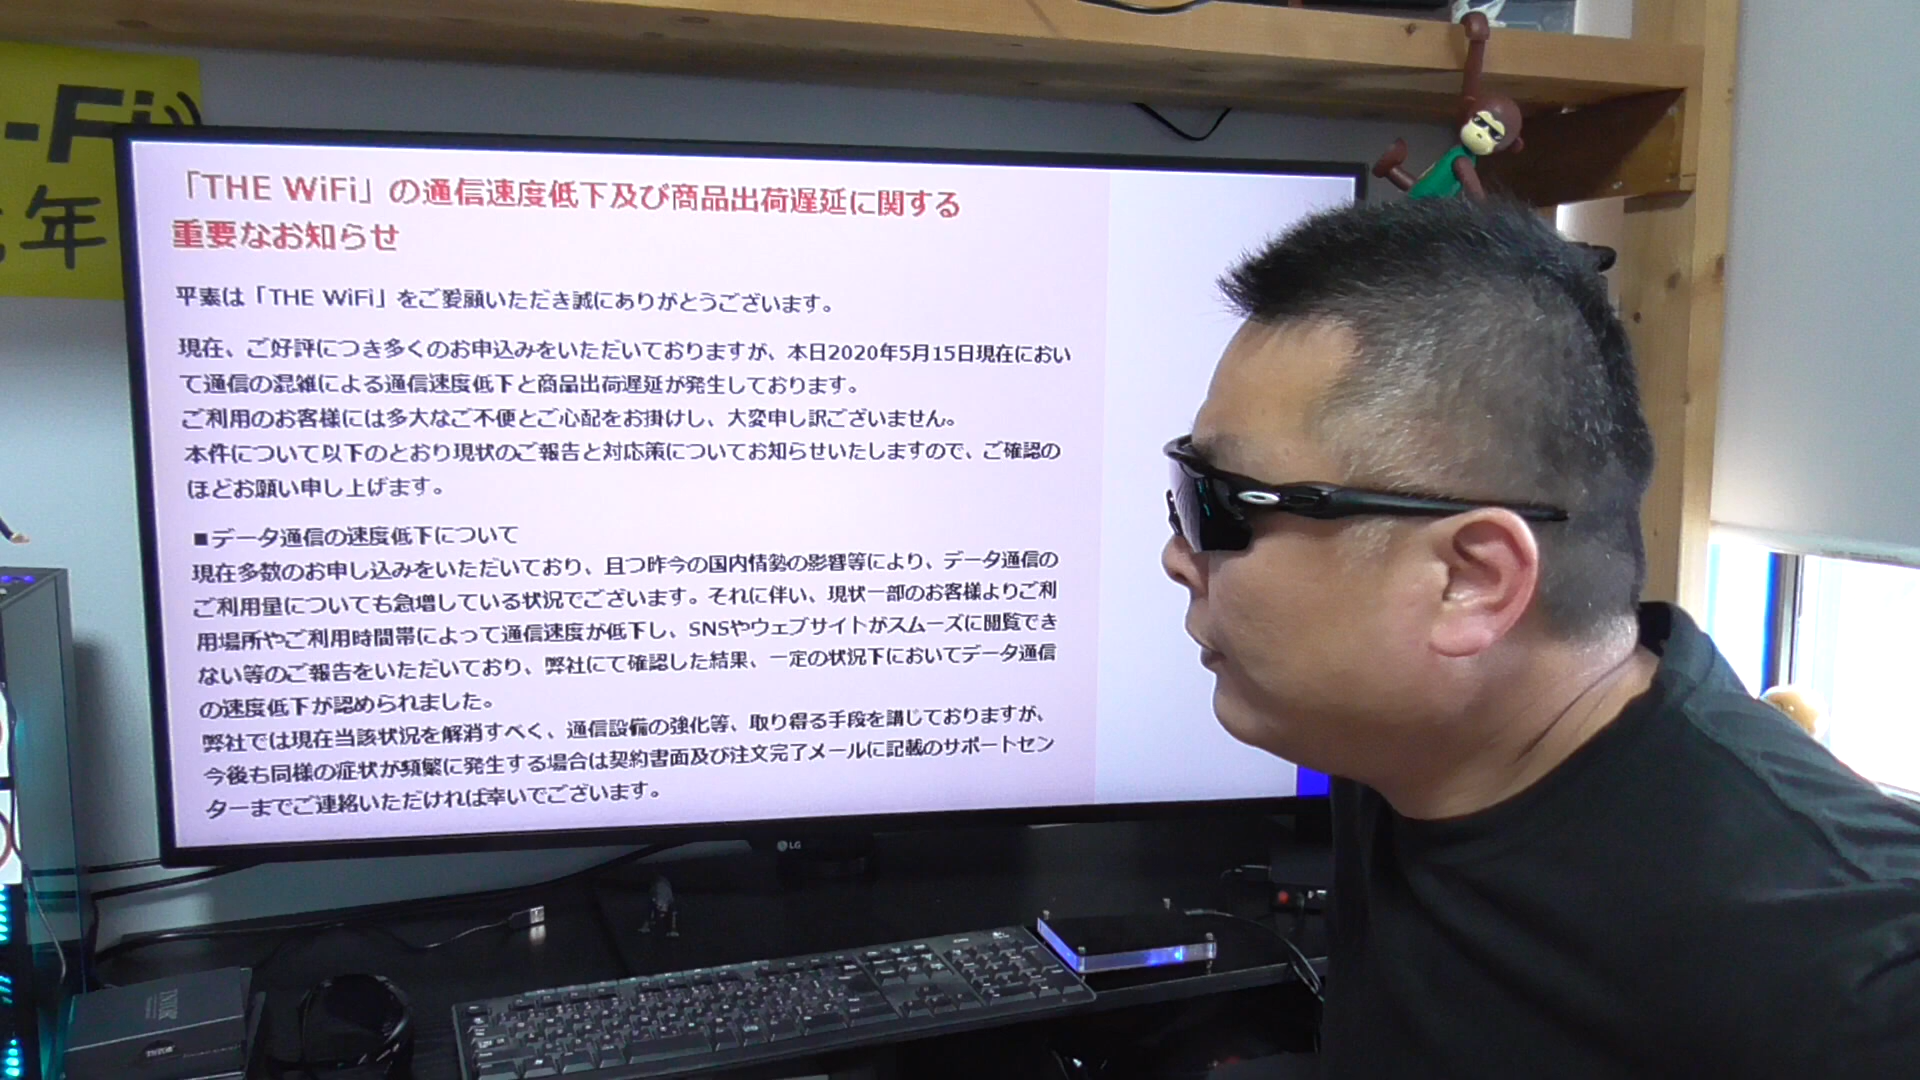 -Fi
年
「THE WiFi」の通信速度低下及び商品出荷遅延に関する
重要なお知らせ
平素は「THE WiFi」をご愛願いただき誠にありがとうございます。
現在、ご好評につき多くのお申込みをいただいておりますが、本日2020年5月15日現在におい
て通信の混雑による通信速度低下と商品出荷遅延が発生しております。
ご利用のお客様には多大なご不便とご心配をお掛けし、大変申し訳ございません。
本件について以下のとおり現状のご報告と対応策についてお知らせいたしますので、ご確認の
ほどお願い申し上げます。
■データ通信の速度低下について
現在多数のお申し込みをいただいており、且つ昨今の国内情勢の影響等により、データ通信の
ご利用量についても急増している状況でございます。それに伴い、現状一部のお客様よりご利
用場所やご利用時間帯によって通信速度が低下し、SNSやウェブサイトがスムーズに閲覧でき
ない等のご報告をいただいており、弊社にて確認した結果、一定の状況下においてデータ通信
の速度低下が認められました。
弊社では現在当該状況を解消すべく、通信設備の強化等、取り得る手段を講じておりますが、
今後も同様の症状が頻繁に発生する場合は契約書面及び注文完了メールに記載のサポートセン
ターまでご連絡いただければ幸いでございます。
LG